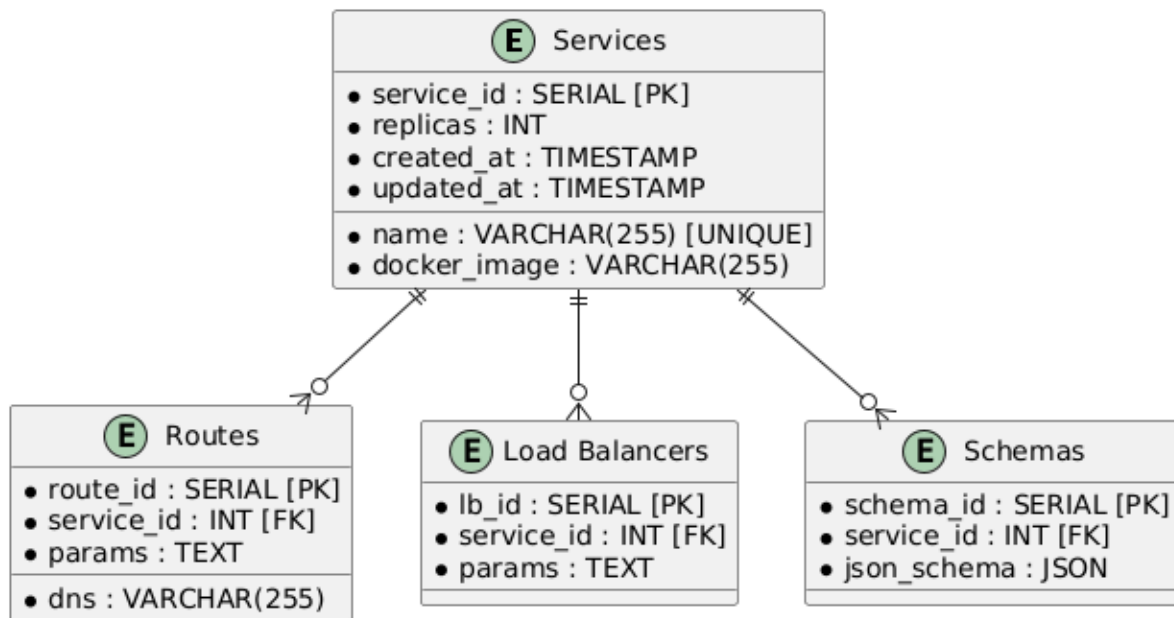 E Services
service_id : SERIAL [PK]
replicas : INT
created_at : TIMESTAMP
updated_at : TIMESTAMP
name : VARCHAR(255) [UNIQUE]
docker_image : VARCHAR(255)
E Routes
route_id : SERIAL [PK]
service_id : INT [FK]
params : TEXT
dns : VARCHAR(255)
E Load Balancers
lb_id : SERIAL [PK]
service_id : INT [FK]
params : TEXT
E Schemas
schema_id : SERIAL [PK]
service_id : INT [FK]
json_schema : JSON